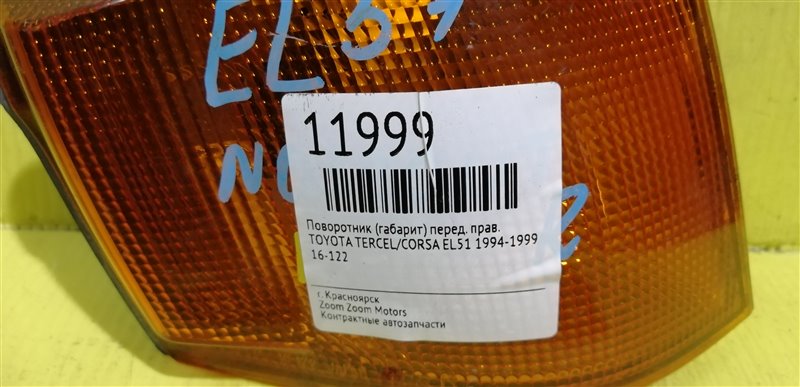 EL51
11999
Поворотник (габарит) перед. прав.
TOYOTA TERCEL/CORSA EL51 1994-1999
16-122
г. Красноярск
Zoom Zoom Motors
Контрактные автозапчасти